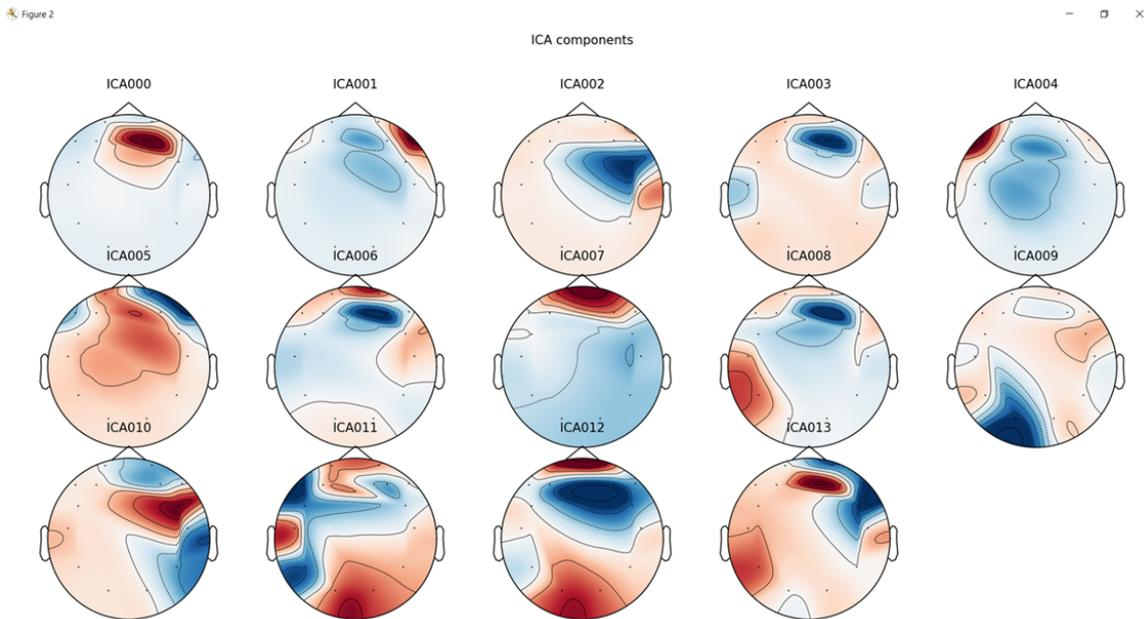 Figure 2
ICA components
ICA000 ICA001 ICA002 ICA003 ICA004
ICA005 ICA006 ICA007 ICA008 ICA009
ICA010 ICA011 ICA012 ICA013